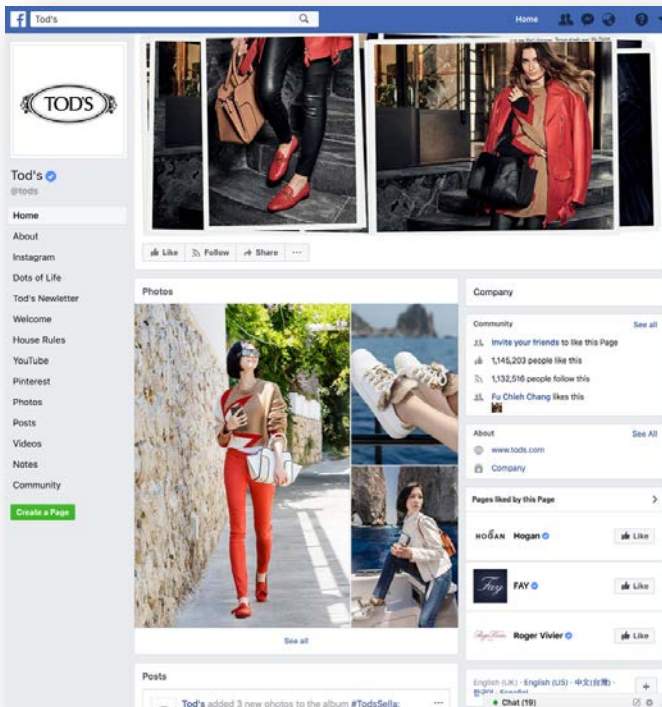 Tod's
Home
TOD'S
Tod's
@tods
Home
About
Instagram
Dots of Life
Tod's Newletter
Welcome
House Rules
YouTube
Pinterest
Photos
Posts
Videos
Notes
Community
Create a Page
Like
Follow
Share
Photos
See all
Posts
Tod's added 3 new photos to the album #TodsSella:
Company
Community
See all
Invite your friends to like this Page
1,145,203 people like this
1,132,516 people follow this
Fu Chieh Chang likes this
About
See All
www.tods.com
Company
Pages liked by this Page
HOGAN Hogan
Like
Fay FAY
Like
Roger Vivier Roger Vivier
Like
English (UK) · English (US) · 中文(台灣) ·
Chat (19)